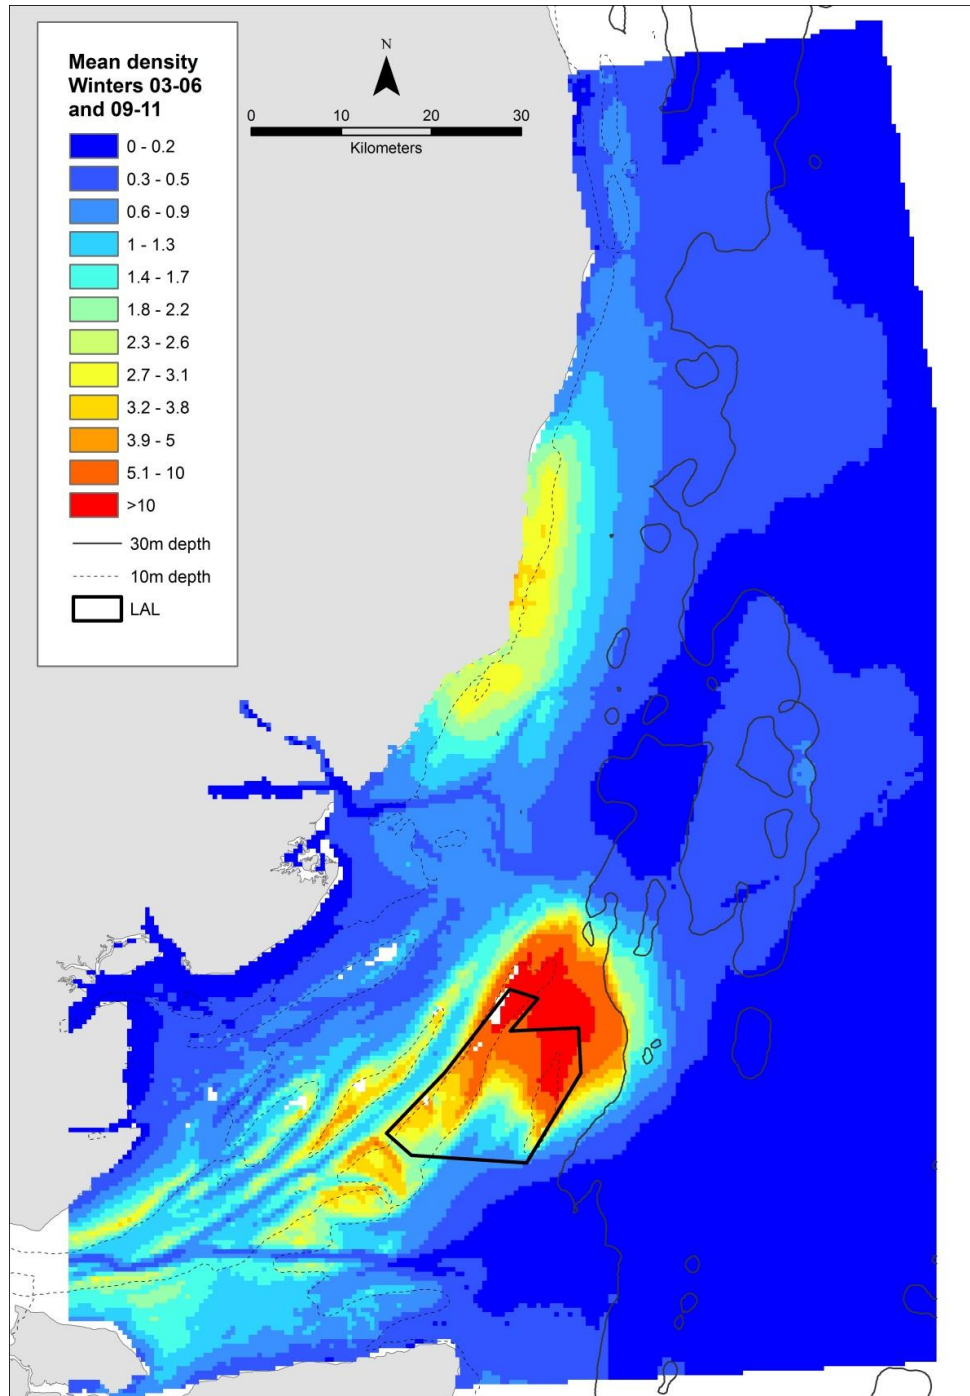 Mean density
Winters 03-06
and 09-11
0 - 0.2
0.3 - 0.5
0.6 - 0.9
1 - 1.3
1.4 - 1.7
1.8 - 2.2
2.3 - 2.6
2.7 - 3.1
3.2 - 3.8
3.9 - 5
5.1 - 10
>10
30m depth
10m depth
LAL
N
0 10 20 30
Kilometers